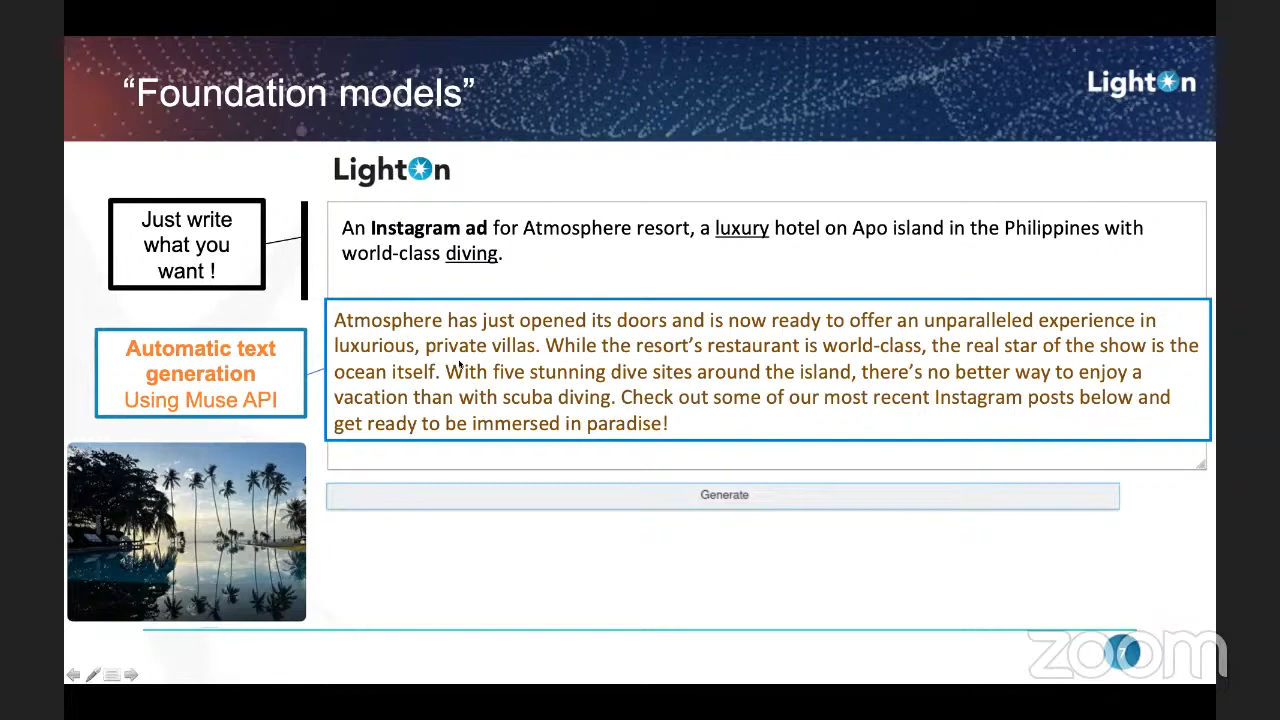 “Foundation models”
LightOn
LightOn
Just write
what you
want !
An Instagram ad for Atmosphere resort, a luxury hotel on Apo island in the Philippines with
world-class diving.
Automatic text
generation
Using Muse API
Atmosphere has just opened its doors and is now ready to offer an unparalleled experience in
luxurious, private villas. While the resort’s restaurant is world-class, the real star of the show is the
ocean itself. With five stunning dive sites around the island, there’s no better way to enjoy a
vacation than with scuba diving. Check out some of our most recent Instagram posts below and
get ready to be immersed in paradise!
Generate
zoom
7